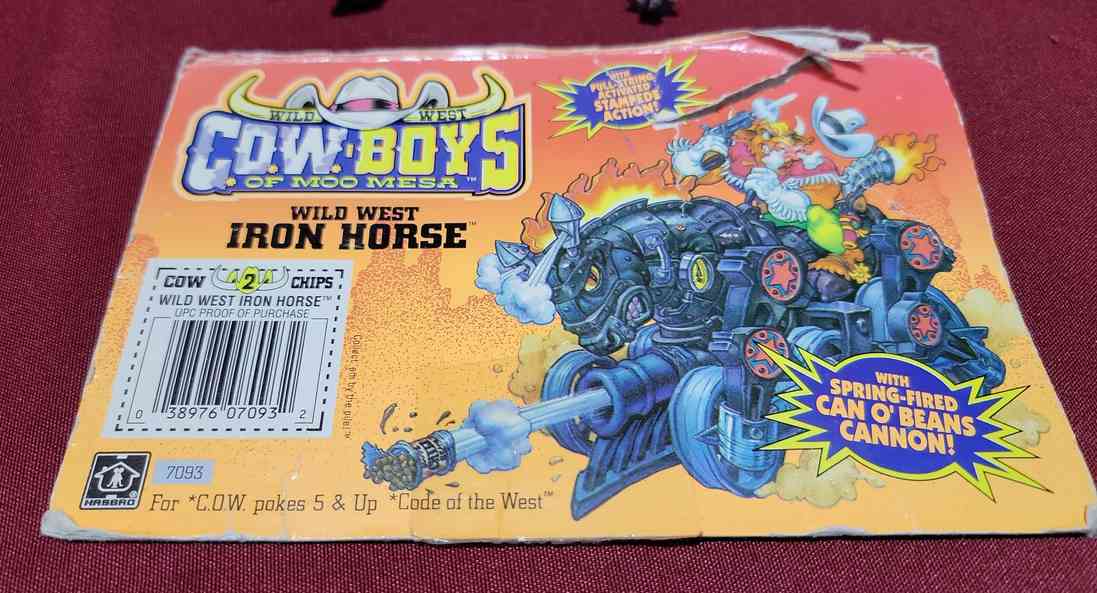 WILD WEST
C.O.W.-BOYS
OF MOO MESA™
WITH
PULL-STRING
ACTIVATED
STAMPEDE
ACTION!
WILD WEST
IRON HORSE™
COW 2 CHIPS
WILD WEST IRON HORSE™
UPC PROOF OF PURCHASE
0 38976 07093 2
Collect 'em by the pile!™
WITH
SPRING-FIRED
CAN O' BEANS
CANNON!
HASBRO
7093
For *C.O.W. pokes 5 & Up *Code of the West™